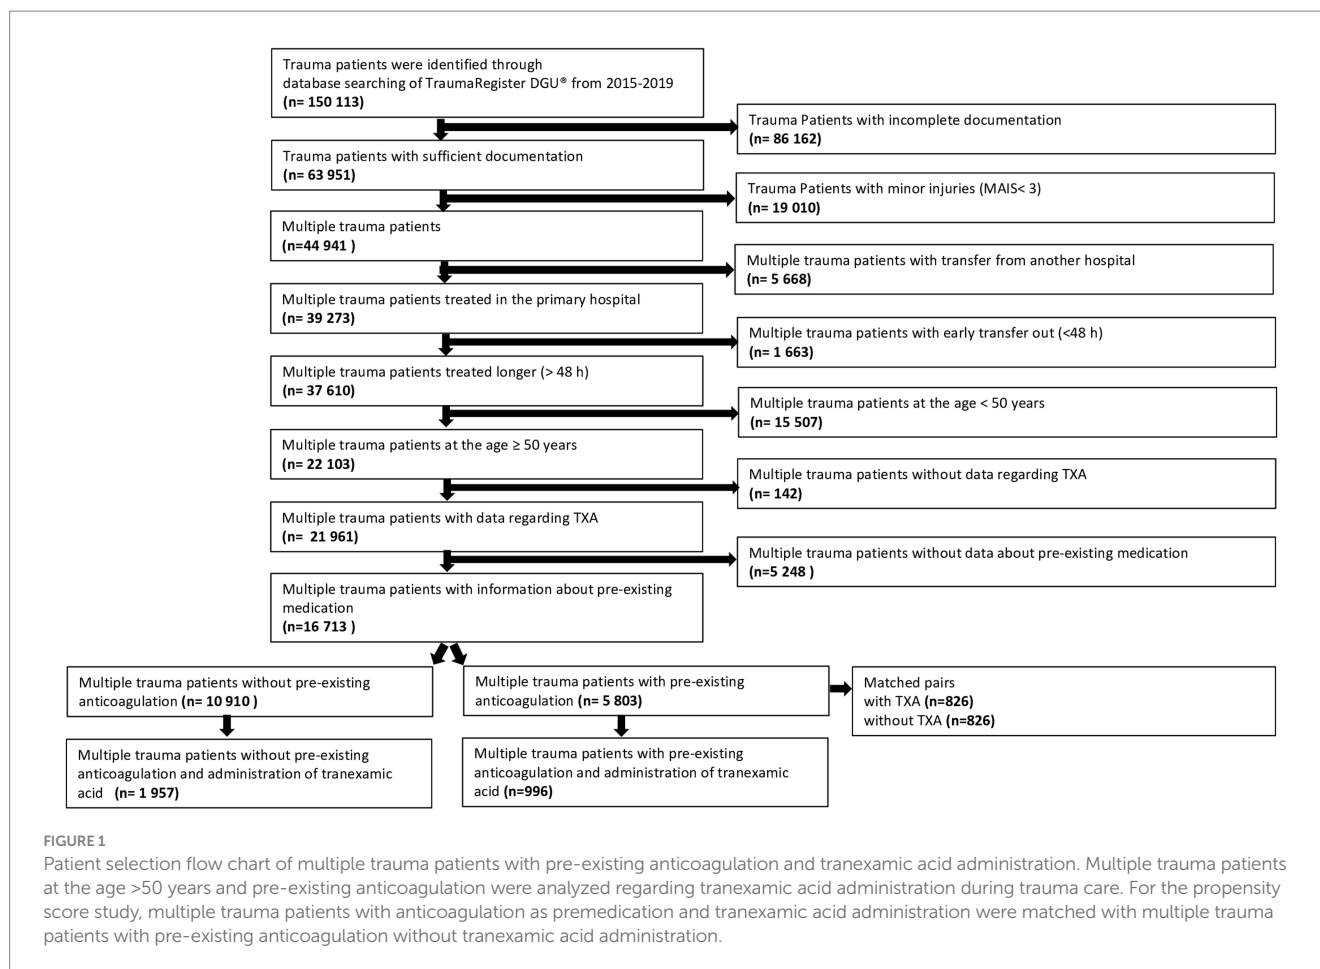 Trauma patients were identified through
database searching of TraumaRegister DGU® from 2015-2019
(n= 150 113)
Trauma Patients with incomplete documentation
(n= 86 162)
Trauma patients with sufficient documentation
(n= 63 951)
Trauma Patients with minor injuries (MAIS< 3)
(n= 19 010)
Multiple trauma patients
(n=44 941 )
Multiple trauma patients with transfer from another hospital
(n= 5 668)
Multiple trauma patients treated in the primary hospital
(n= 39 273)
Multiple trauma patients with early transfer out (<48 h)
(n= 1 663)
Multiple trauma patients treated longer (> 48 h)
(n= 37 610)
Multiple trauma patients at the age < 50 years
(n= 15 507)
Multiple trauma patients at the age ≥ 50 years
(n= 22 103)
Multiple trauma patients without data regarding TXA
(n= 142)
Multiple trauma patients with data regarding TXA
(n= 21 961)
Multiple trauma patients without data about pre-existing medication
(n=5 248 )
Multiple trauma patients with information about pre-existing
medication
(n=16 713 )
Multiple trauma patients without pre-existing
anticoagulation (n= 10 910 )
Multiple trauma patients with pre-existing
anticoagulation (n= 5 803)
Matched pairs
with TXA (n=826)
without TXA (n=826)
Multiple trauma patients without pre-existing
anticoagulation and administration of tranexamic
acid (n= 1 957)
Multiple trauma patients with pre-existing
anticoagulation and administration of tranexamic
acid (n=996)
FIGURE 1
Patient selection flow chart of multiple trauma patients with pre-existing anticoagulation and tranexamic acid administration. Multiple trauma patients
at the age >50 years and pre-existing anticoagulation were analyzed regarding tranexamic acid administration during trauma care. For the propensity
score study, multiple trauma patients with anticoagulation as premedication and tranexamic acid administration were matched with multiple trauma
patients with pre-existing anticoagulation without tranexamic acid administration.